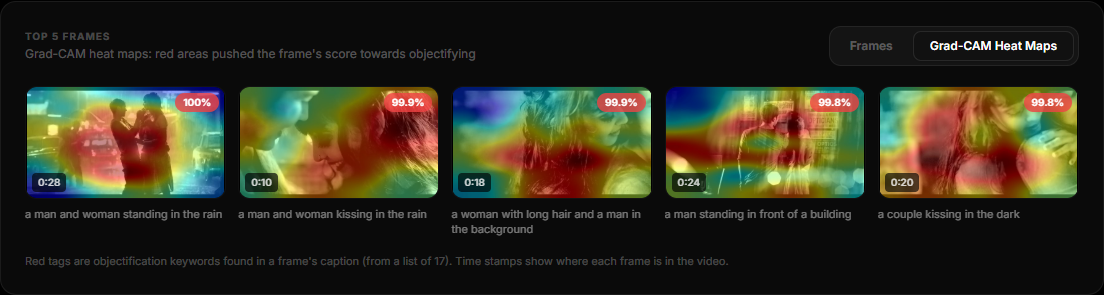 TOP 5 FRAMES
Grad-CAM heat maps: red areas pushed the frame's score towards objectifying
Frames
Grad-CAM Heat Maps
100%
99.9%
99.9%
99.8%
99.8%
0:28
0:10
0:18
0:24
0:20
a man and woman standing in the rain
a man and woman kissing in the rain
a woman with long hair and a man in
the background
a man standing in front of a building
a couple kissing in the dark
Red tags are objectification keywords found in a frame's caption (from a list of 17). Time stamps show where each frame is in the video.